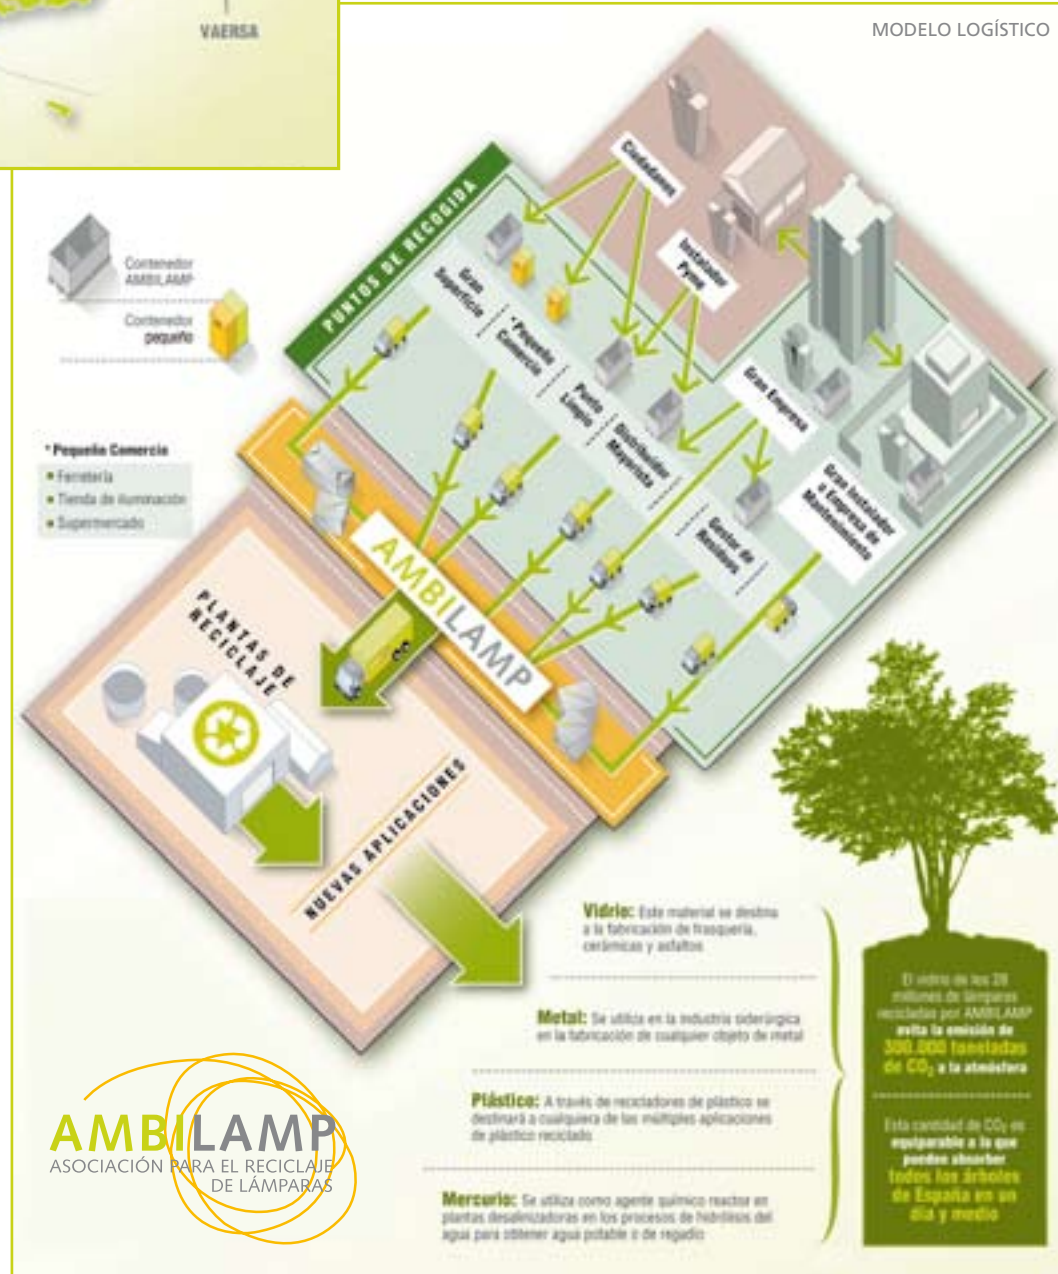 VAERSA
MODELO LOGÍSTICO
PUNTOS DE RECOGIDA
Ciudadanos
Instalador
Pyme
Gran
Superficie
* Pequeño
Comercio
Punto
Limpio
Distribuidor
Mayorista
Gestor de
Residuos
Gran Empresa
Gran Instalador
o Empresa de
Mantenimiento
Contenedor
AMBILAMP
Contenedor
pequeño
* Pequeño Comercio
Ferretería
Tienda de iluminación
Supermercado
AMBILAMP
PLANTAS DE
RECICLAJE
NUEVAS APLICACIONES
Vidrio: Este material se destina
a la fabricación de frasquería,
cerámicas y asfaltos
Metal: Se utiliza en la industria siderúrgica
en la fabricación de cualquier objeto de metal
Plástico: A través de recicladores de plástico se
destinará a cualquiera de las múltiples aplicaciones
de plástico reciclado
Mercurio: Se utiliza como agente químico reactor en
plantas desalinizadoras en los procesos de hidrólisis del
agua para obtener agua potable o de regadío
El vidrio de los 28
millones de lámparas
recicladas por AMBILAMP
evita la emisión de
300.000 toneladas
de CO₂ a la atmósfera
Esta cantidad de CO₂ es
equiparable a la que
pueden absorber
todos los árboles
de España en un
día y medio
AMBILAMP
ASOCIACIÓN PARA EL RECICLAJE
DE LÁMPARAS